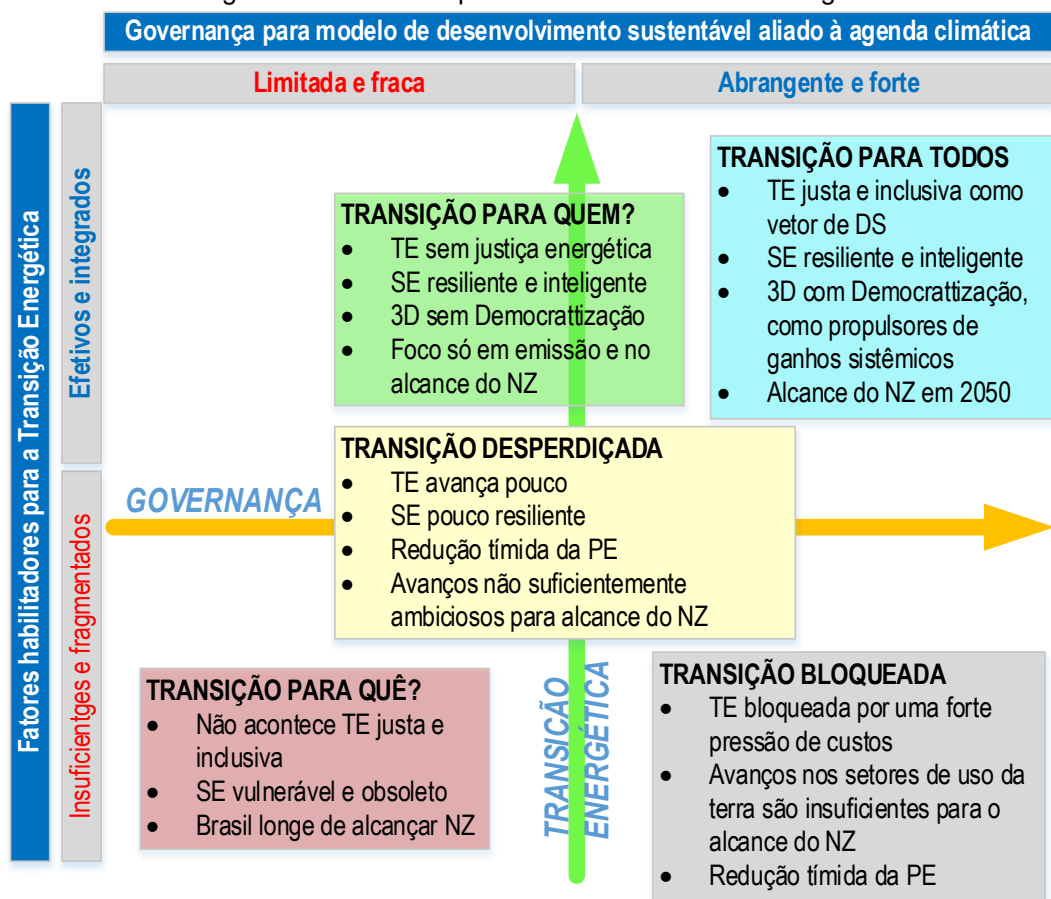 Governança para modelo de desenvolvimento sustentável aliado à agenda climática
Limitada e fraca
Abrangente e forte
Fatores habilitadores para a Transição Energética
Efetivos e integrados
Insuficientges e fragmentados
TRANSIÇÃO PARA QUEM?
• TE sem justiça energética
• SE resiliente e inteligente
• 3D sem Democrattização
• Foco só em emissão e no
alcance do NZ
TRANSIÇÃO PARA TODOS
• TE justa e inclusiva como
vetor de DS
• SE resiliente e inteligente
• 3D com Democrattização,
como propulsores de
ganhos sistêmicos
• Alcance do NZ em 2050
GOVERNANÇA
TRANSIÇÃO DESPERDIÇADA
• TE avança pouco
• SE pouco resiliente
• Redução tímida da PE
• Avanços não suficientemente
ambiciosos para alcance do NZ
TRANSIÇÃO PARA QUÊ?
• Não acontece TE justa e
inclusiva
• SE vulnerável e obsoleto
• Brasil longe de alcançar NZ
TRANSIÇÃO
ENERGÉTICA
TRANSIÇÃO BLOQUEADA
• TE bloqueada por uma forte
pressão de custos
• Avanços nos setores de uso da
terra são insuficientes para o
alcance do NZ
• Redução tímida da PE